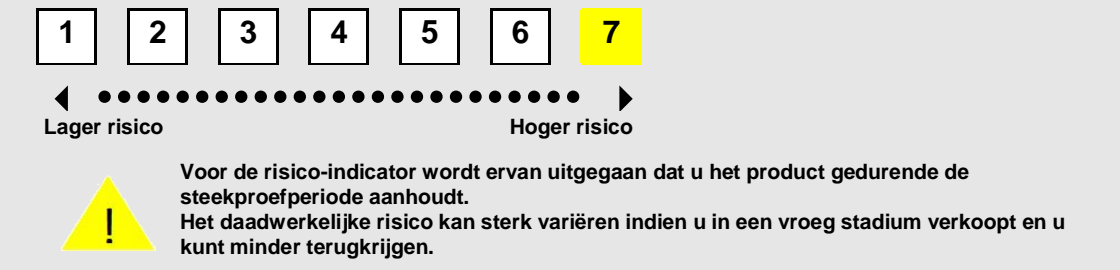 1 2 3 4 5 6 7
Lager risico Hoger risico
Voor de risico-indicator wordt ervan uitgegaan dat u het product gedurende de
steekproefperiode aanhoudt.
Het daadwerkelijke risico kan sterk variëren indien u in een vroeg stadium verkoopt en u
kunt minder terugkrijgen.
!